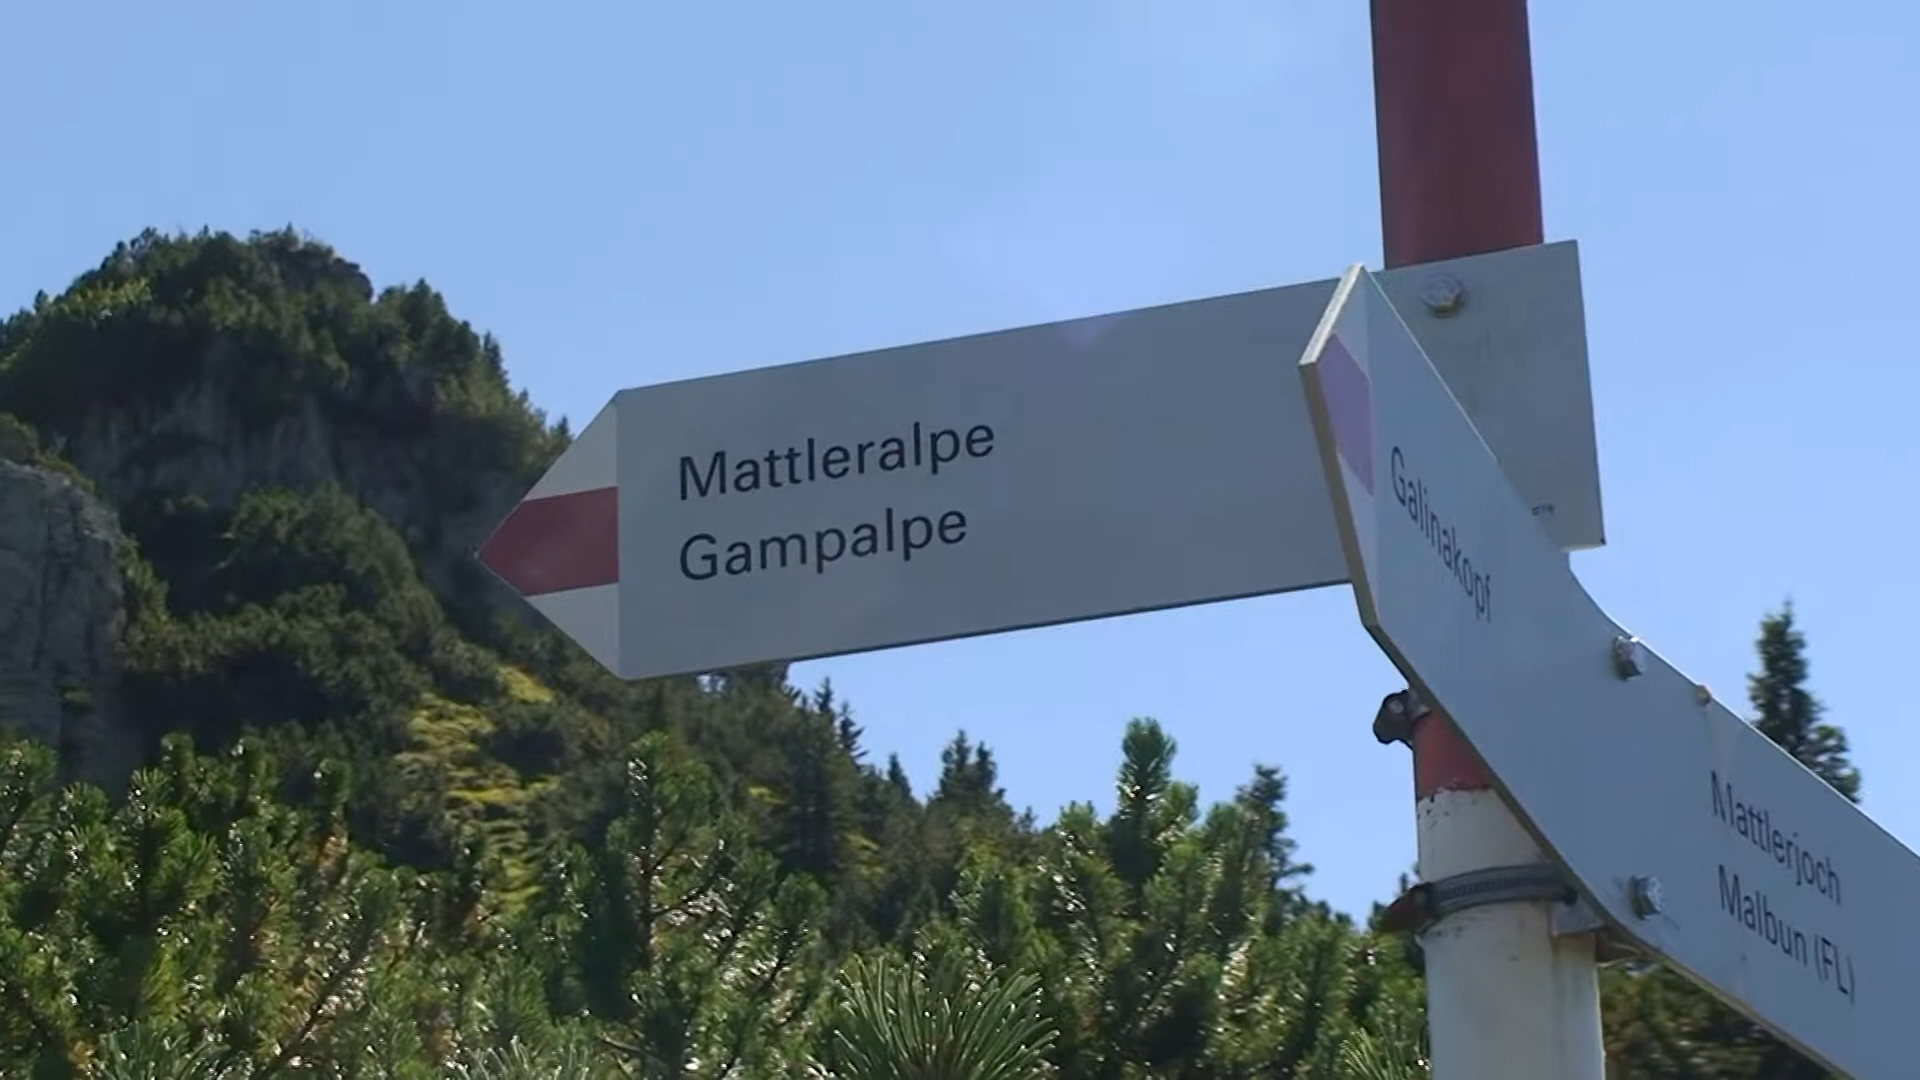 Mattleralpe
Gampalpe
Galinakopf
Mattlerjoch
Malbun (FL)